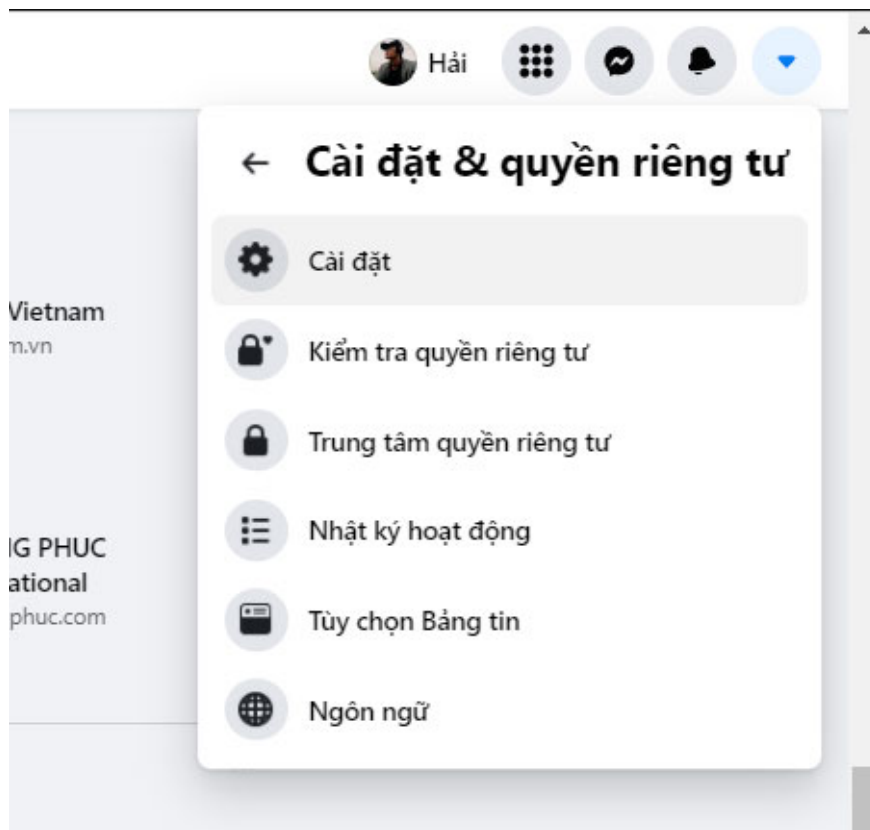 Hải
Cài đặt & quyền riêng tư
Cài đặt
Vietnam
m.vn
Kiểm tra quyền riêng tư
Trung tâm quyền riêng tư
Nhật ký hoạt động
G PHUC
ational
phuc.com
Tùy chọn Bảng tin
Ngôn ngữ